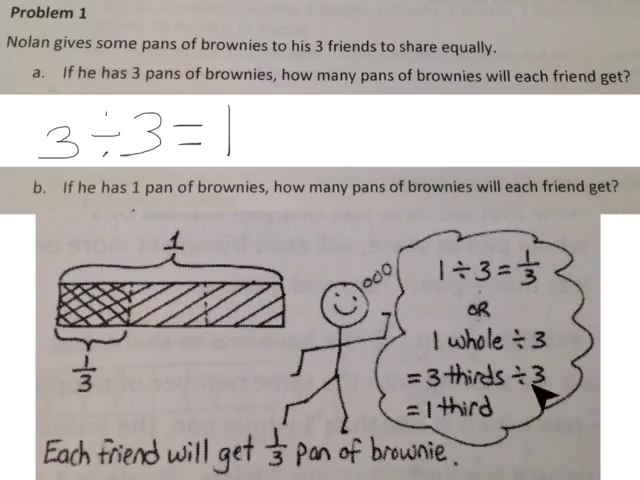 Problem 1
Nolan gives some pans of brownies to his 3 friends to share equally.
a. If he has 3 pans of brownies, how many pans of brownies will each friend get?
3 ÷ 3 = 1
b. If he has 1 pan of brownies, how many pans of brownies will each friend get?
1
1/3
1 ÷ 3 = 1/3
OR
1 whole ÷ 3
= 3 thirds ÷ 3
= 1 third
Each friend will get 1/3 pan of brownie.